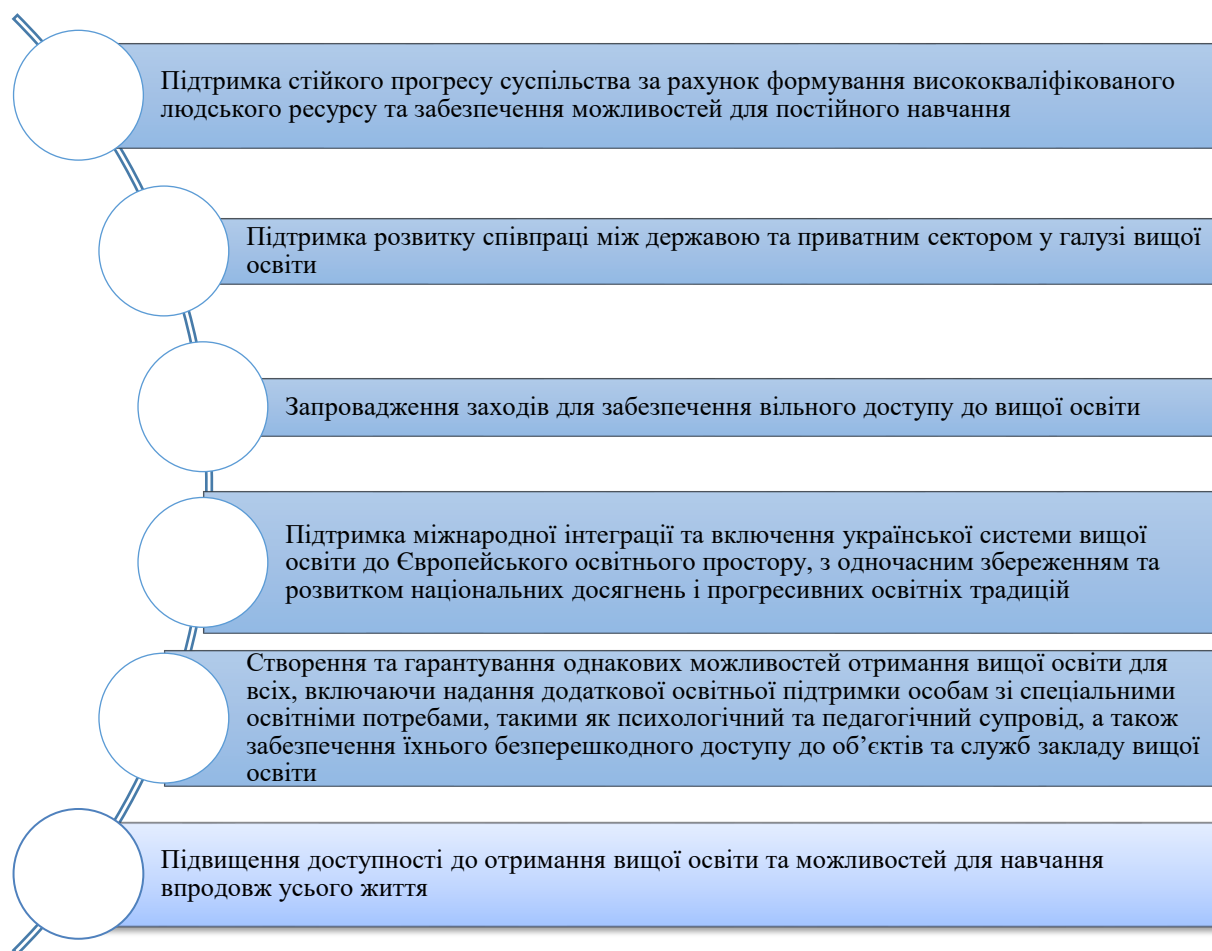 Підтримка стійкого прогресу суспільства за рахунок формування висококваліфікованого
людського ресурсу та забезпечення можливостей для постійного навчання
Підтримка розвитку співпраці між державою та приватним сектором у галузі вищої
освіти
Запровадження заходів для забезпечення вільного доступу до вищої освіти
Підтримка міжнародної інтеграції та включення української системи вищої
освіти до Європейського освітнього простору, з одночасним збереженням та
розвитком національних досягнень і прогресивних освітніх традицій
Створення та гарантування однакових можливостей отримання вищої освіти для
всіх, включаючи надання додаткової освітньої підтримки особам зі спеціальними
освітніми потребами, такими як психологічний та педагогічний супровід, а також
забезпечення їхнього безперешкодного доступу до об’єктів та служб закладу вищої
освіти
Підвищення доступності до отримання вищої освіти та можливостей для навчання
впродовж усього життя